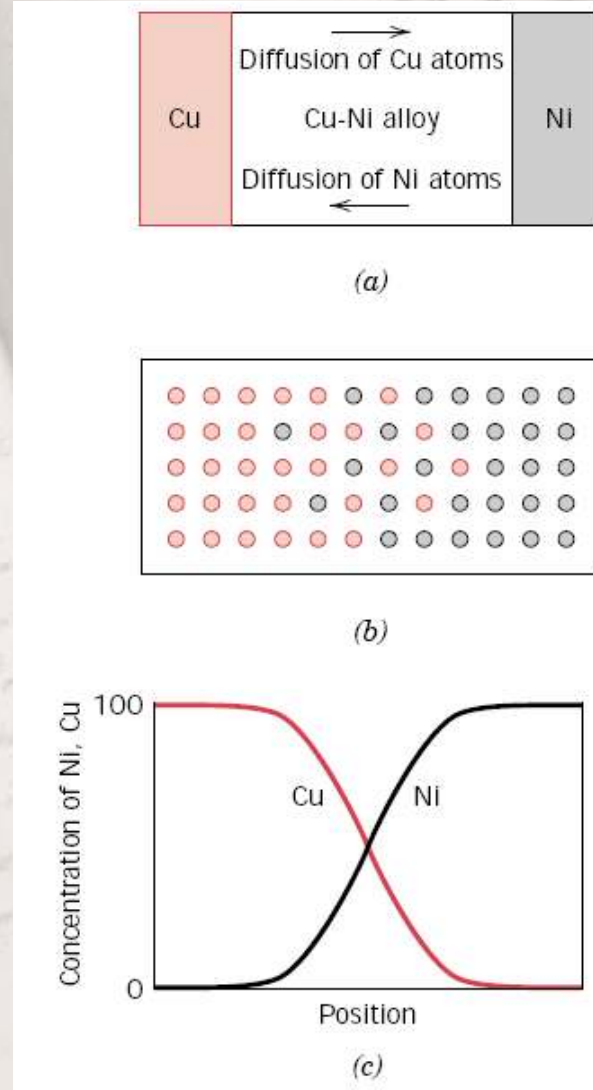 Diffusion of Cu atoms
Cu
Cu-Ni alloy
Ni
Diffusion of Ni atoms
(a)
(b)
Concentration of Ni, Cu
100
Cu
Ni
0
Position
(c)